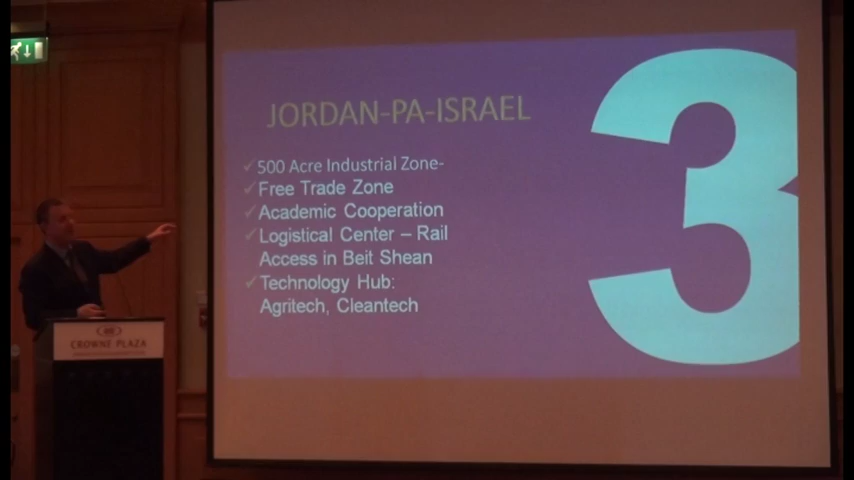 JORDAN-PA-ISRAEL
3
✓500 Acre Industrial Zone-
✓Free Trade Zone
✓Academic Cooperation
✓Logistical Center – Rail
Access in Beit Shean
✓Technology Hub:
Agritech, Cleantech
CROWNE PLAZA